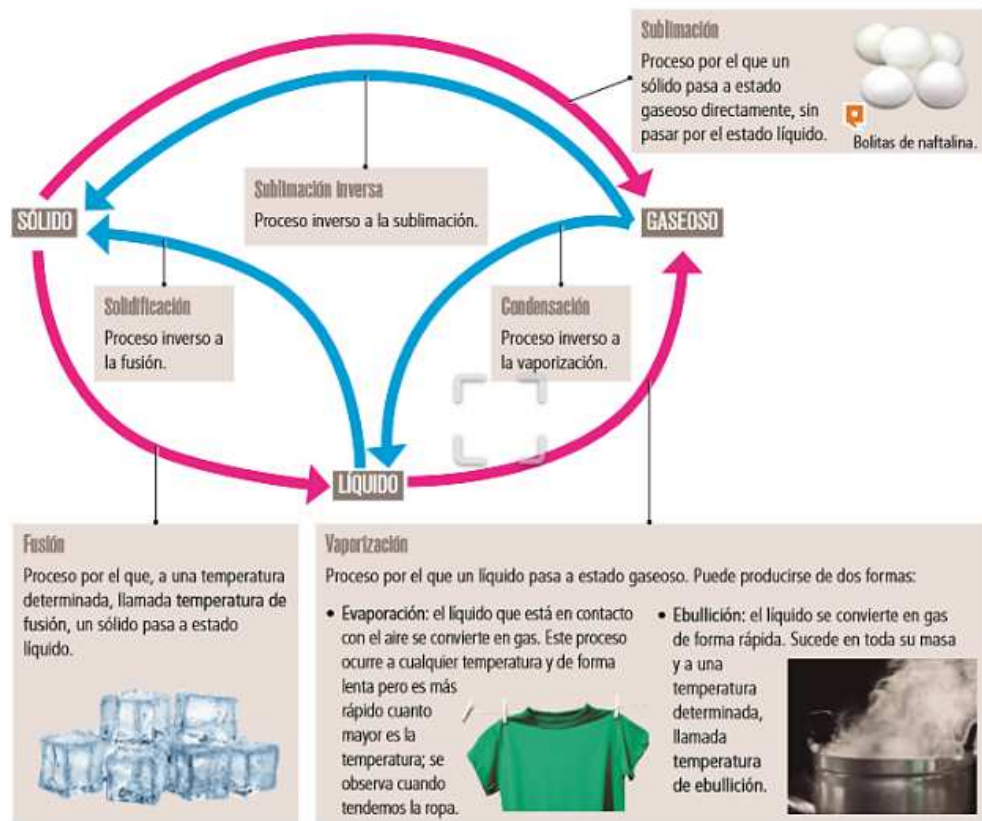 Sublimación
Proceso por el que un
sólido pasa a estado
gaseoso directamente, sin
pasar por el estado líquido.
Bolitas de naftalina.
Sublimación inversa
Proceso inverso a la sublimación.
SÓLIDO
GASEOSO
Solidificación
Proceso inverso a
la fusión.
Condensación
Proceso inverso a
la vaporización.
LÍQUIDO
Fusión
Proceso por el que, a una temperatura
determinada, llamada temperatura de
fusión, un sólido pasa a estado
líquido.
Vaporización
Proceso por el que un líquido pasa a estado gaseoso. Puede producirse de dos formas:
• Evaporación: el líquido que está en contacto
con el aire se convierte en gas. Este proceso
ocurre a cualquier temperatura y de forma
lenta pero es más
rápido cuanto
mayor es la
temperatura; se
observa cuando
tendemos la ropa.
• Ebullición: el líquido se convierte en gas
de forma rápida. Sucede en toda su masa
y a una
temperatura
determinada,
llamada
temperatura
de ebullición.